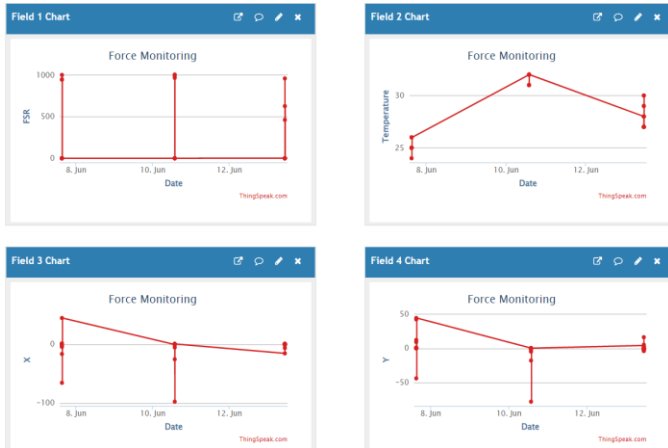 Field 1 Chart
Force Monitoring
FSR
1000
500
0
8. Jun
10. Jun
12. Jun
Date
ThingSpeak.com
Field 2 Chart
Force Monitoring
Temperature
30
25
8. Jun
10. Jun
12. Jun
Date
ThingSpeak.com
Field 3 Chart
Force Monitoring
X
0
-100
8. Jun
10. Jun
12. Jun
Date
ThingSpeak.com
Field 4 Chart
Force Monitoring
Y
50
0
-50
8. Jun
10. Jun
12. Jun
Date
ThingSpeak.com